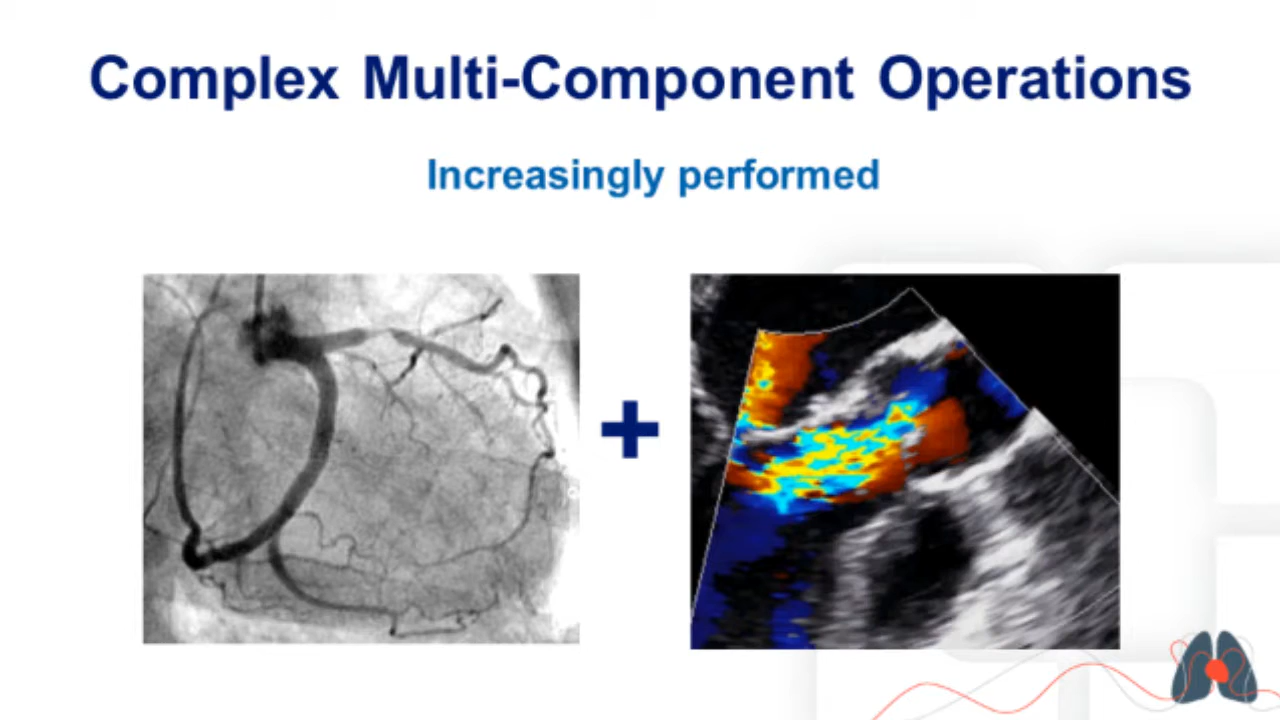 Complex Multi-Component Operations
Increasingly performed
+